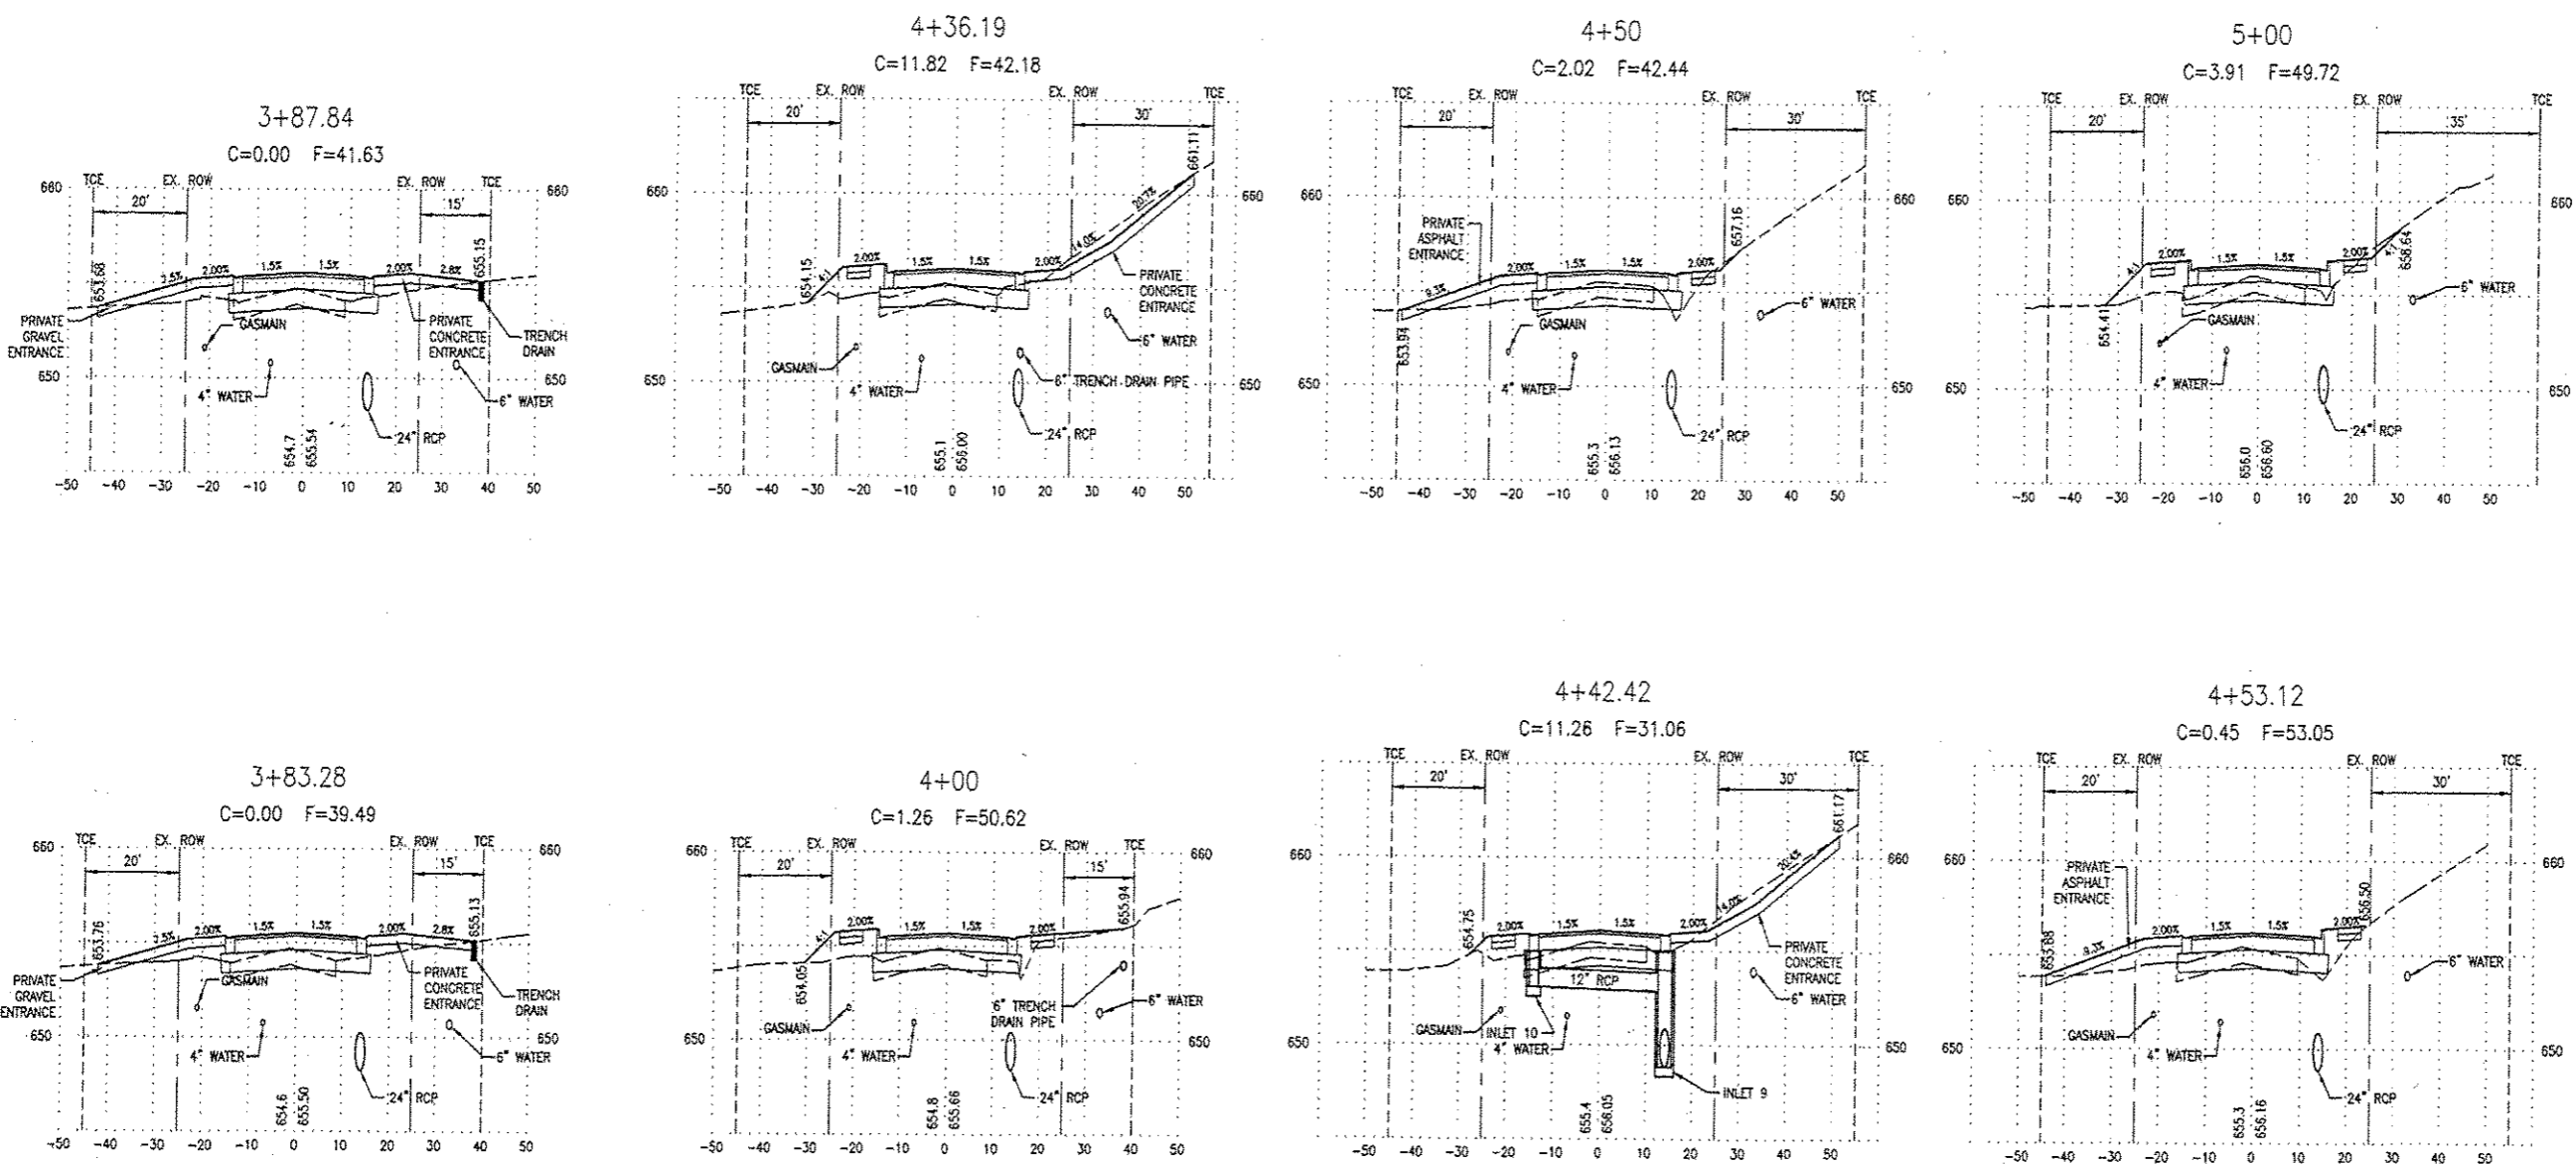 3+87.84
C=0.00 F=41.63
TCE EX. ROW EX. ROW TCE
660 660
20' 15'
3.5% 2.00% 1.5% 1.5% 2.00% 2.8%
653.68 655.15
PRIVATE GRAVEL ENTRANCE
GASMAIN
PRIVATE CONCRETE ENTRANCE
TRENCH DRAIN
650 650
4" WATER
6" WATER
24" RCP
654.7 655.54
-50 -40 -30 -20 -10 0 10 20 30 40 50
4+36.19
C=11.82 F=42.18
TCE EX. ROW EX. ROW TCE
20' 30'
660 660
654.15 661.11
4:1 2.00% 1.5% 1.5% 2.00% 14.0% 20.7%
PRIVATE CONCRETE ENTRANCE
6" WATER
GASMAIN
650 650
4" WATER
6" TRENCH DRAIN PIPE
24" RCP
655.1 656.00
-50 -40 -30 -20 -10 0 10 20 30 40 50
4+50
C=2.02 F=42.44
TCE EX. ROW EX. ROW TCE
20' 30'
660 660
PRIVATE ASPHALT ENTRANCE
657.16
9.3% 2.00% 1.5% 1.5% 2.00%
653.94
GASMAIN
6" WATER
650 650
4" WATER
24" RCP
655.3 656.13
-50 -40 -30 -20 -10 0 10 20 30 40 50
5+00
C=3.91 F=49.72
TCE EX. ROW EX. ROW TCE
20' 35'
660 660
4:1 2.00% 1.5% 1.5% 2.00% 4:1
654.41 658.64
GASMAIN
6" WATER
650 650
4" WATER
24" RCP
656.0 656.60
-50 -40 -30 -20 -10 0 10 20 30 40 50
3+83.28
C=0.00 F=39.49
TCE EX. ROW EX. ROW TCE
660 660
20' 15'
653.76 655.13
3.5% 2.00% 1.5% 1.5% 2.00% 2.8%
PRIVATE GRAVEL ENTRANCE
GASMAIN
PRIVATE CONCRETE ENTRANCE
TRENCH DRAIN
650 650
4" WATER
6" WATER
24" RCP
654.6 655.50
-50 -40 -30 -20 -10 0 10 20 30 40 50
4+00
C=1.26 F=50.62
TCE EX. ROW EX. ROW TCE
660 660
20' 15'
654.05 655.94
4:1 2.00% 1.5% 1.5% 2.00%
GASMAIN
6" TRENCH DRAIN PIPE
6" WATER
650 650
4" WATER
24" RCP
654.8 655.66
-50 -40 -30 -20 -10 0 10 20 30 40 50
4+42.42
C=11.26 F=31.06
TCE EX. ROW EX. ROW TCE
20' 30'
660 660
654.75 661.17
2.00% 1.5% 1.5% 2.00% 14.0% 20.4%
PRIVATE CONCRETE ENTRANCE
12" RCP
6" WATER
GASMAIN
INLET 10
4" WATER
650 650
INLET 9
655.4 656.05
-50 -40 -30 -20 -10 0 10 20 30 40 50
4+53.12
C=0.45 F=53.05
TCE EX. ROW EX. ROW TCE
20' 30'
660 660
PRIVATE ASPHALT ENTRANCE
653.88 656.50
9.3% 2.00% 1.5% 1.5% 2.00%
6" WATER
GASMAIN
4" WATER
650 650
24" RCP
655.3 656.16
-50 -40 -30 -20 -10 0 10 20 30 40 50